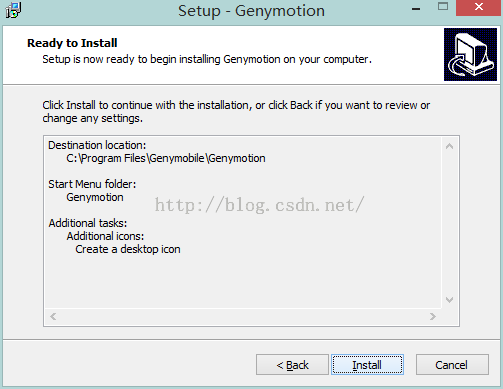 Setup - Genymotion
Ready to Install
Setup is now ready to begin installing Genymotion on your computer.
Click Install to continue with the installation, or click Back if you want to review or
change any settings.
Destination location:
C:\Program Files\Genymobile\Genymotion
Start Menu folder:
Genymotion
http://blog.csdn.net/
Additional tasks:
Additional icons:
Create a desktop icon
< Back
Install
Cancel